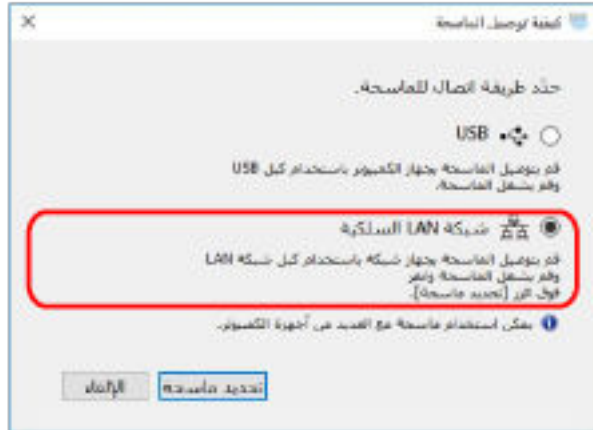 كيفية توصيل الماسحة
حدّد طريقة اتصال للماسحة.
USB
قم بتوصيل الماسحة بجهاز الكمبيوتر باستخدام كبل USB
وقم بتشغيل الماسحة.
شبكة LAN السلكية
قم بتوصيل الماسحة بجهاز شبكة باستخدام كبل شبكة LAN
وقم بتشغيل الماسحة وانقر
فوق الزر [تحديد ماسحة].
يمكن استخدام ماسحة مع العديد من أجهزة الكمبيوتر.
تحديد ماسحة
الإلغاء